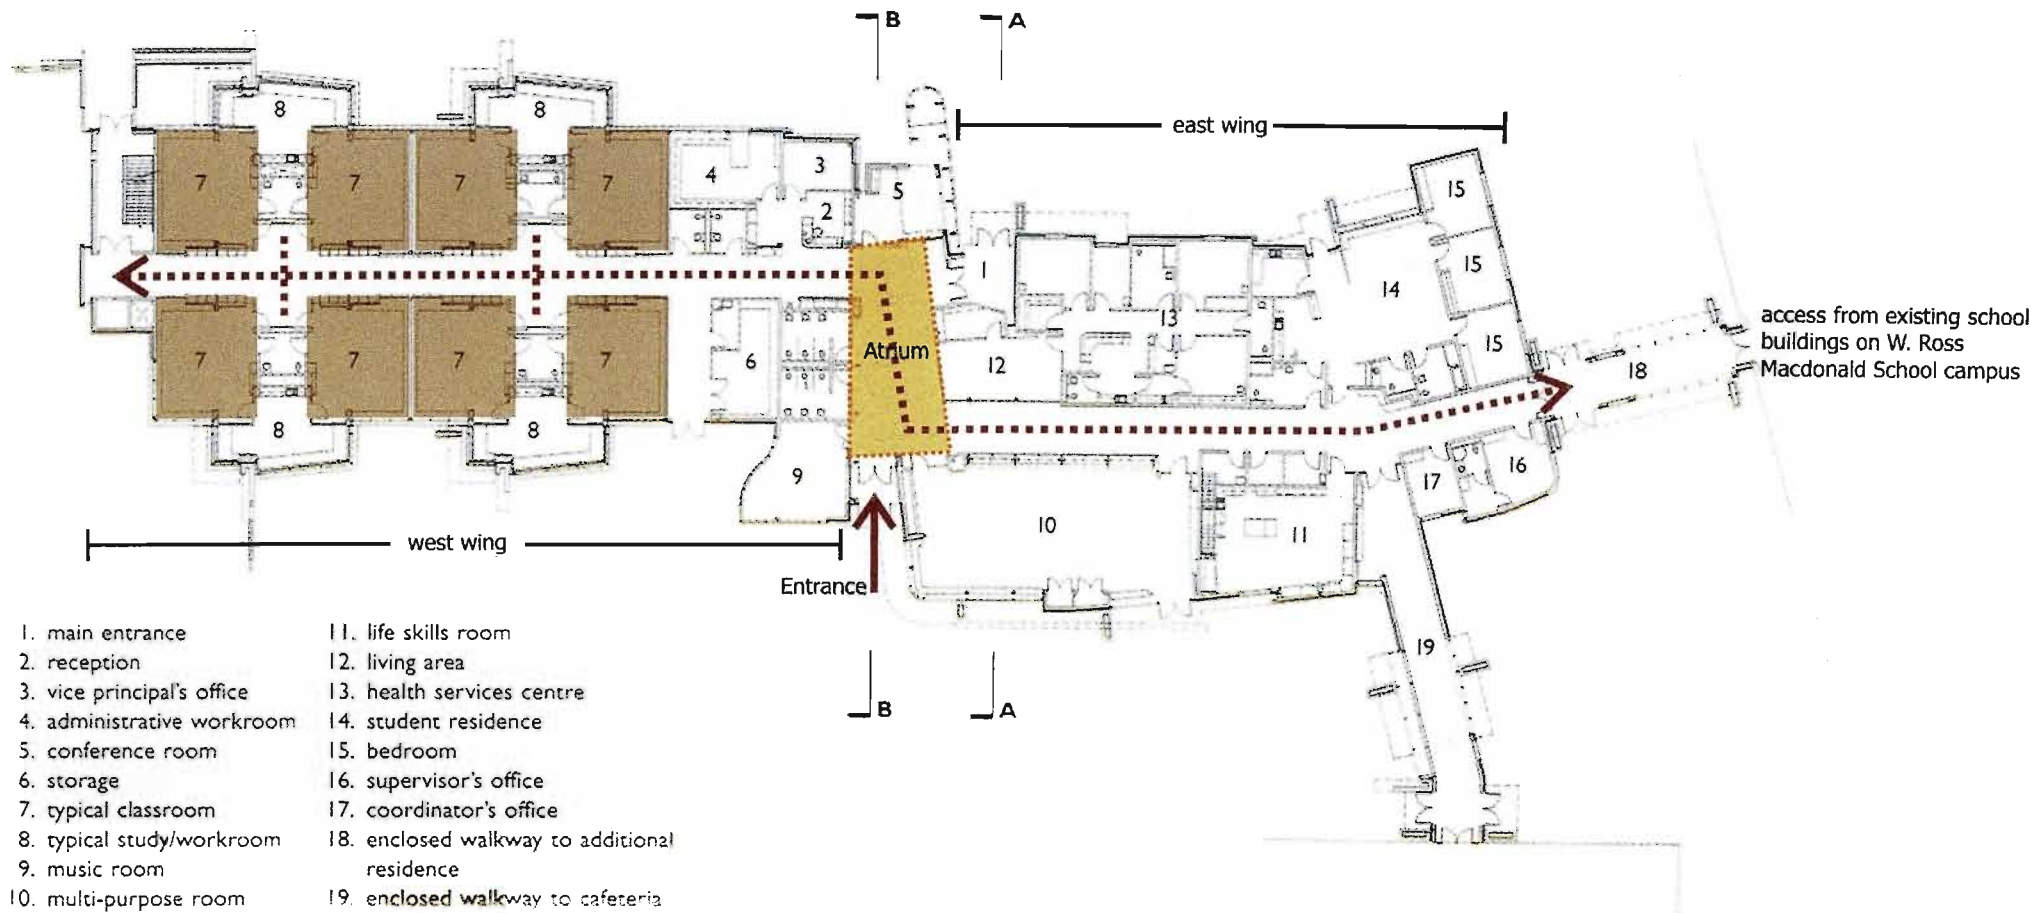 B
A
8
8
east wing
7
7
7
7
4
3
5
2
15
15
1
14
13
15
access from existing school
buildings on W. Ross
Macdonald School campus
7
7
7
7
6
Atrium
12
18
8
8
9
16
17
10
11
west wing
Entrance
19
B
A
1. main entrance
2. reception
3. vice principal's office
4. administrative workroom
5. conference room
6. storage
7. typical classroom
8. typical study/workroom
9. music room
10. multi-purpose room
11. life skills room
12. living area
13. health services centre
14. student residence
15. bedroom
16. supervisor's office
17. coordinator's office
18. enclosed walkway to additional
residence
19. enclosed walkway to cafeteria